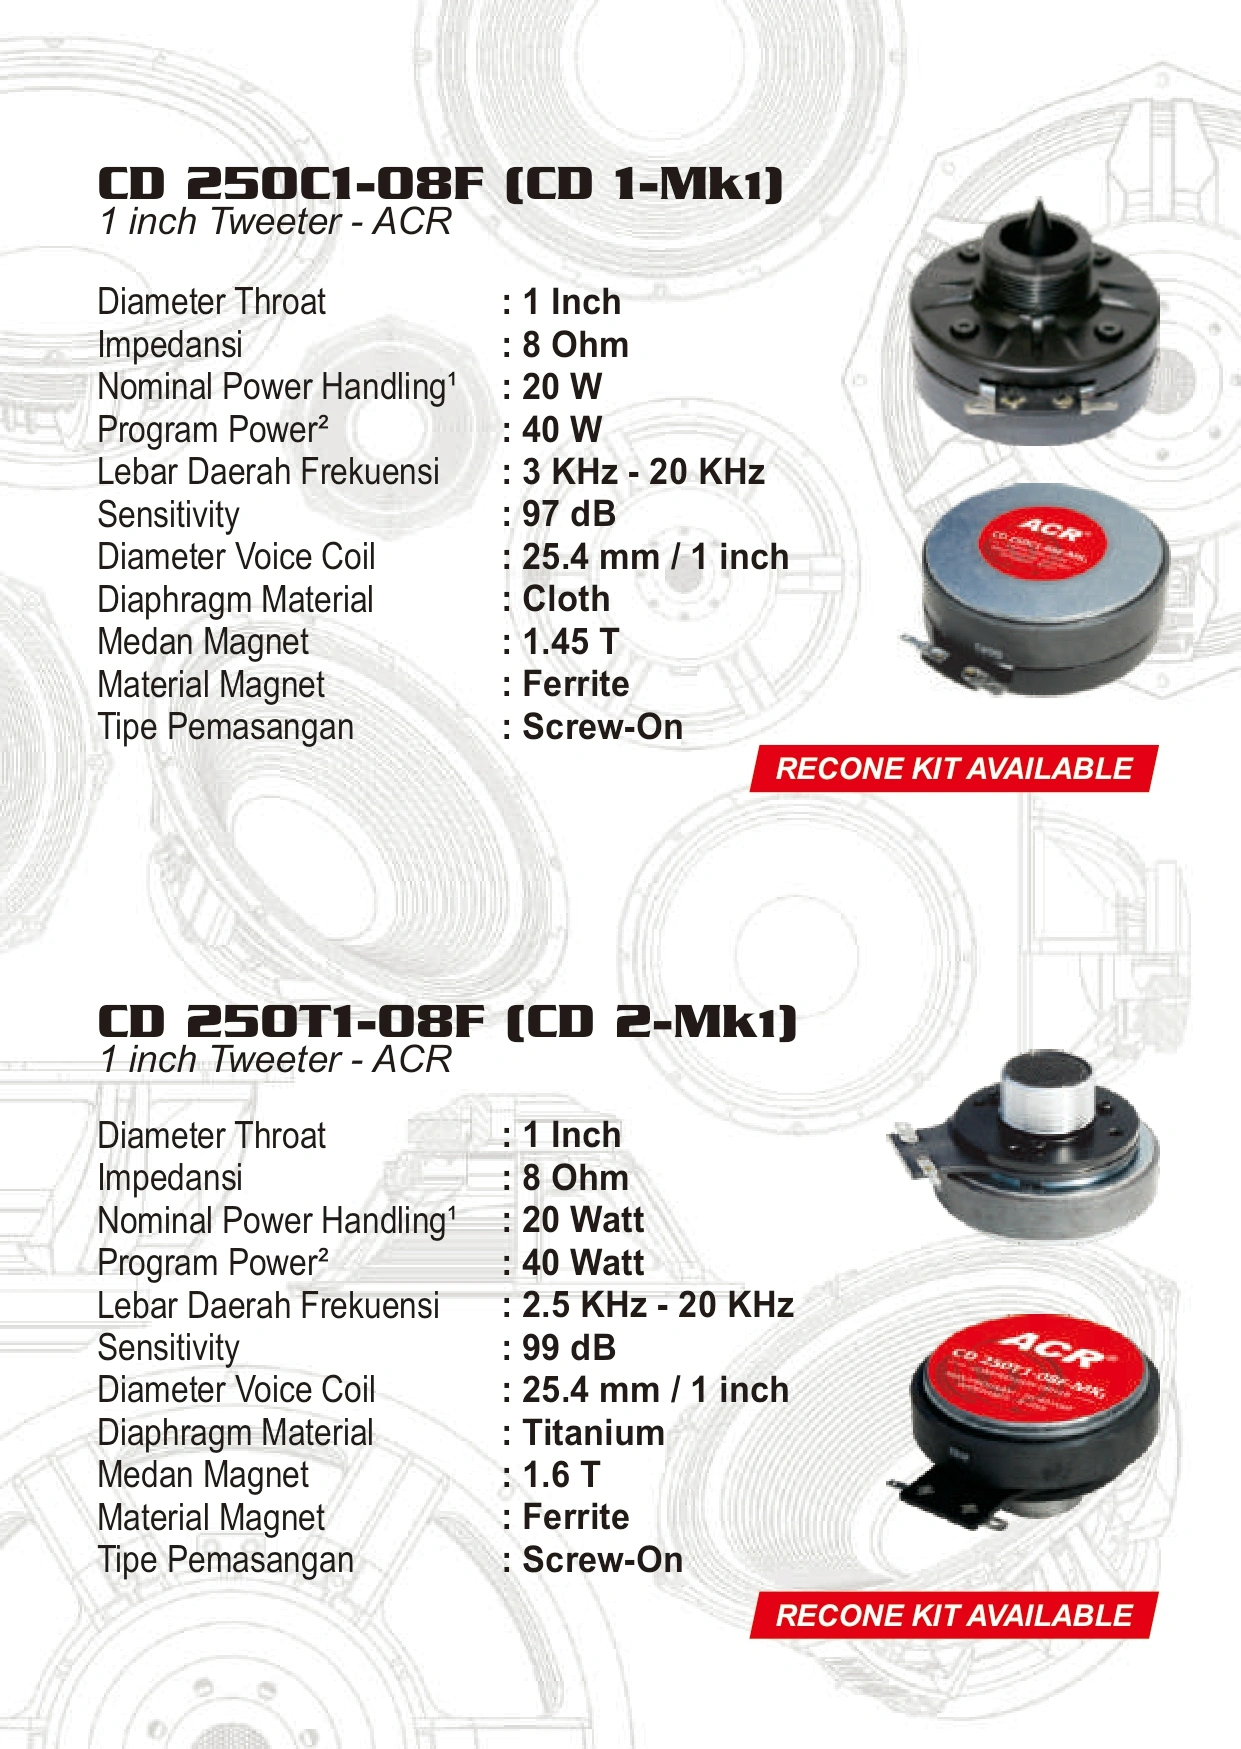 CD 250C1-08F (CD 1-Mk1)
1 inch Tweeter - ACR
Diameter Throat : 1 Inch
Impedansi : 8 Ohm
Nominal Power Handling¹ : 20 W
Program Power² : 40 W
Lebar Daerah Frekuensi : 3 KHz - 20 KHz
Sensitivity : 97 dB
Diameter Voice Coil : 25.4 mm / 1 inch
Diaphragm Material : Cloth
Medan Magnet : 1.45 T
Material Magnet : Ferrite
Tipe Pemasangan : Screw-On
ACR®
CD 250C1-08F-MK1
RECONE KIT AVAILABLE
CD 250T1-08F (CD 2-Mk1)
1 inch Tweeter - ACR
Diameter Throat : 1 Inch
Impedansi : 8 Ohm
Nominal Power Handling¹ : 20 Watt
Program Power² : 40 Watt
Lebar Daerah Frekuensi : 2.5 KHz - 20 KHz
Sensitivity : 99 dB
Diameter Voice Coil : 25.4 mm / 1 inch
Diaphragm Material : Titanium
Medan Magnet : 1.6 T
Material Magnet : Ferrite
Tipe Pemasangan : Screw-On
ACR®
CD 250T1-08F-MK1
RECONE KIT AVAILABLE